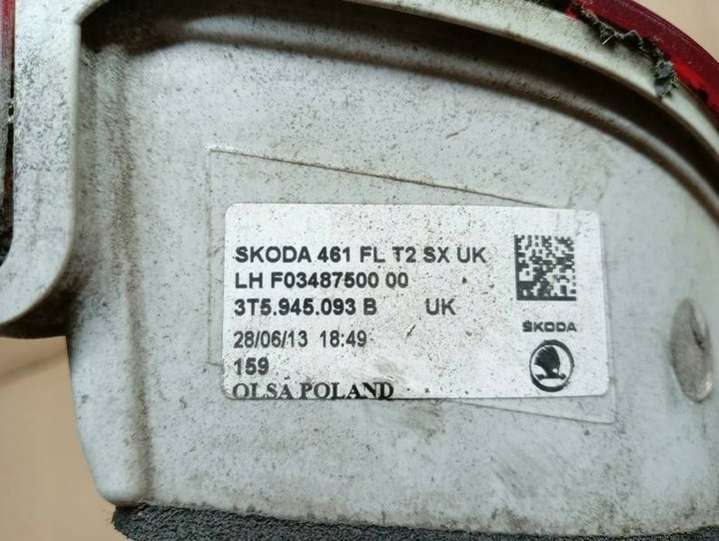 SKODA 461 FL T2 SX UK
LH F03487500 00
3T5.945.093 B UK
28/06/13 18:49
159
OLSA POLAND
ŠKODA